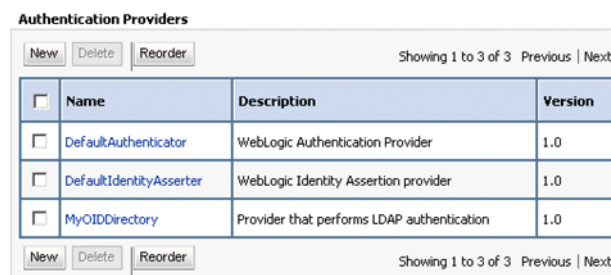 Authentication Providers
New Delete Reorder Showing 1 to 3 of 3 Previous | Next
Name Description Version
DefaultAuthenticator WebLogic Authentication Provider 1.0
DefaultIdentityAsserter WebLogic Identity Assertion provider 1.0
MyOIDDirectory Provider that performs LDAP authentication 1.0
New Delete Reorder Showing 1 to 3 of 3 Previous | Next